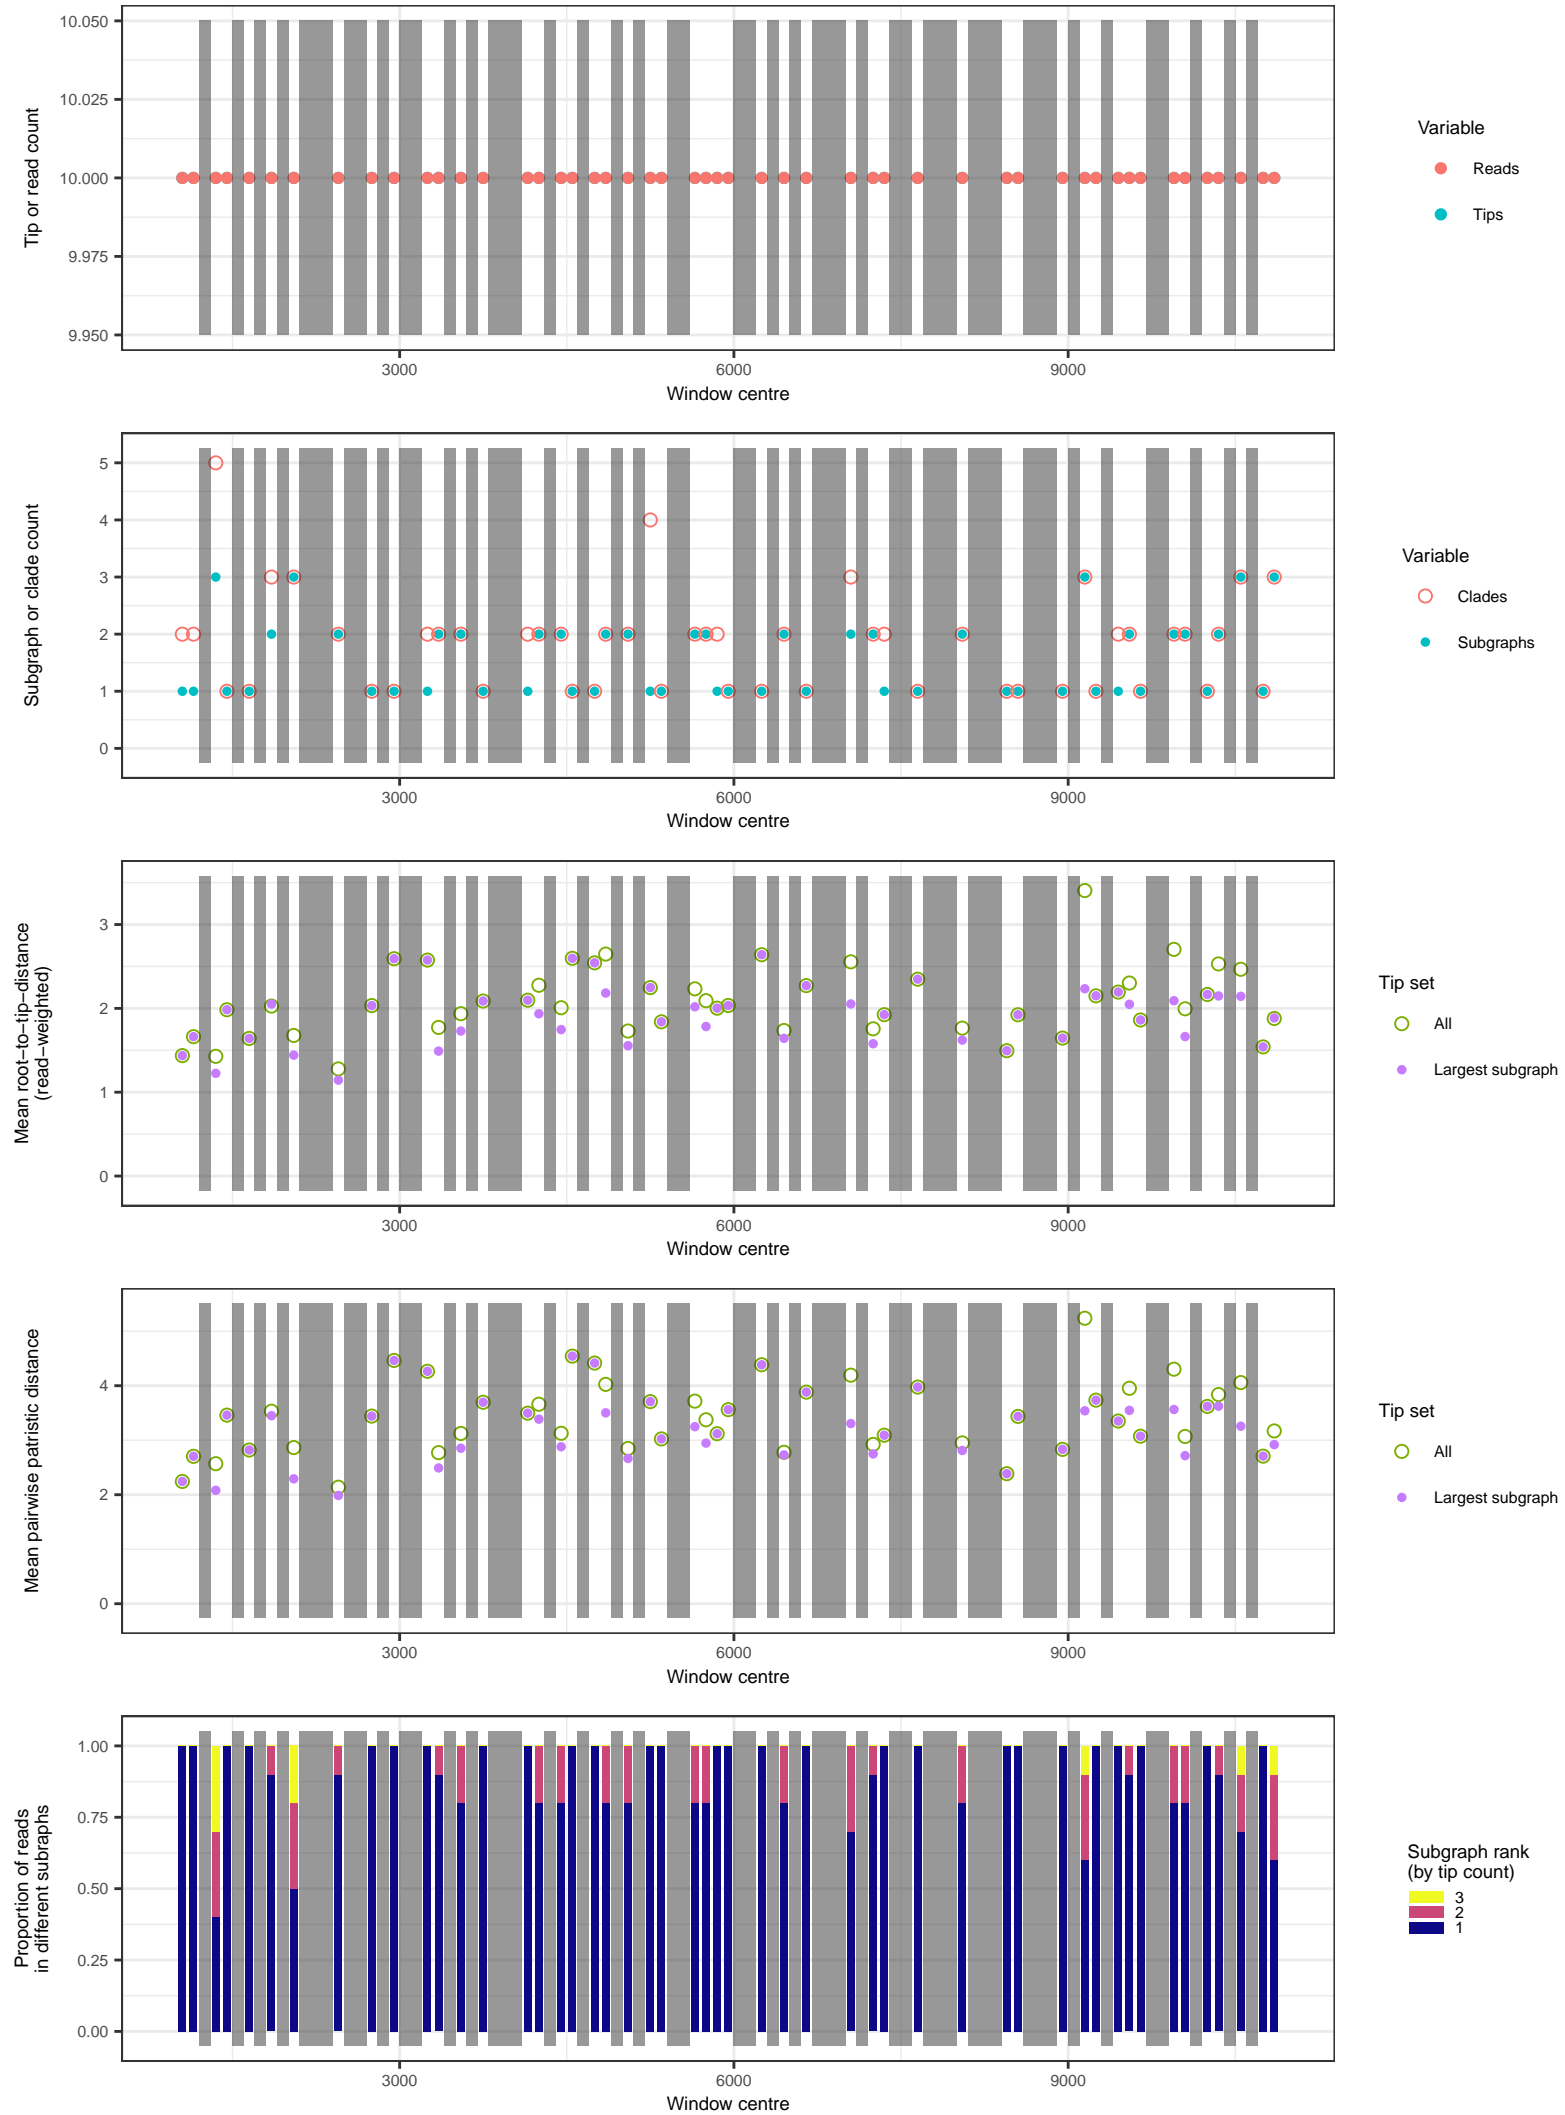 10.050
10.025
10.000
9.975
9.950
Tip or read count
3000
6000
9000
Window centre
Variable
Reads
Tips
5
4
3
2
1
0
Subgraph or clade count
3000
6000
9000
Window centre
Variable
Clades
Subgraphs
3
2
1
0
Mean root−to−tip−distance
(read−weighted)
3000
6000
9000
Window centre
Tip set
All
Largest subgraph
4
2
0
Mean pairwise patristic distance
3000
6000
9000
Window centre
Tip set
All
Largest subgraph
1.00
0.75
0.50
0.25
0.00
Proportion of reads
in different subraphs
3000
6000
9000
Window centre
Subgraph rank
(by tip count)
3
2
1